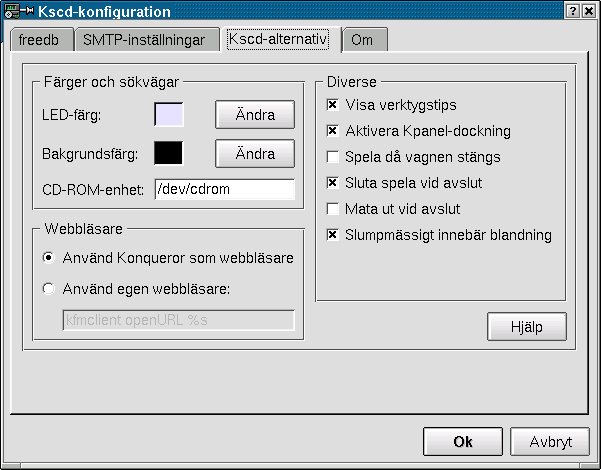 Kscd-konfiguration
freedb
SMTP-inställningar
Kscd-alternativ
Om
Färger och sökvägar
LED-färg:
Ändra
Bakgrundsfärg:
Ändra
CD-ROM-enhet:
/dev/cdrom
Webbläsare
Använd Konqueror som webbläsare
Använd egen webbläsare:
kfmclient openURL %s
Diverse
Visa verktygstips
Aktivera Kpanel-dockning
Spela då vagnen stängs
Sluta spela vid avslut
Mata ut vid avslut
Slumpmässigt innebär blandning
Hjälp
Ok
Avbryt